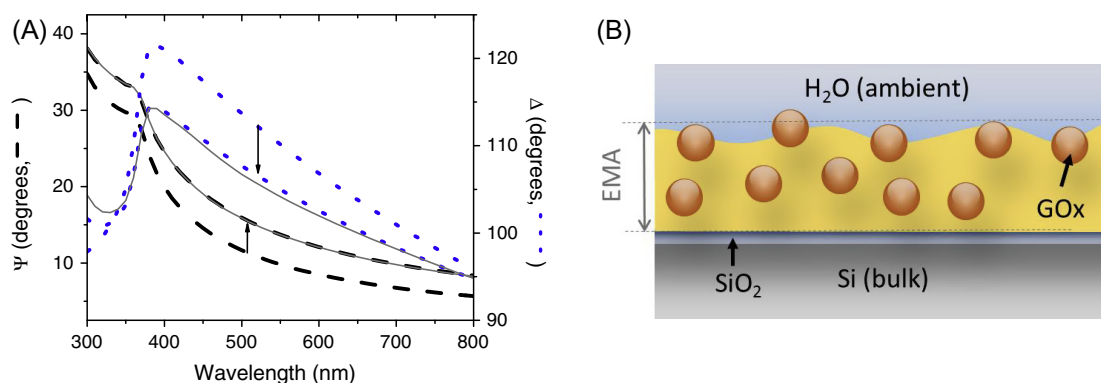 (A)
40
30
20
10
Ψ (degrees, )
300 400 500 600 700 800
Wavelength (nm)
120
110
100
90
Δ (degrees, )
(B)
H₂O (ambient)
EMA
GOx
SiO₂
Si (bulk)